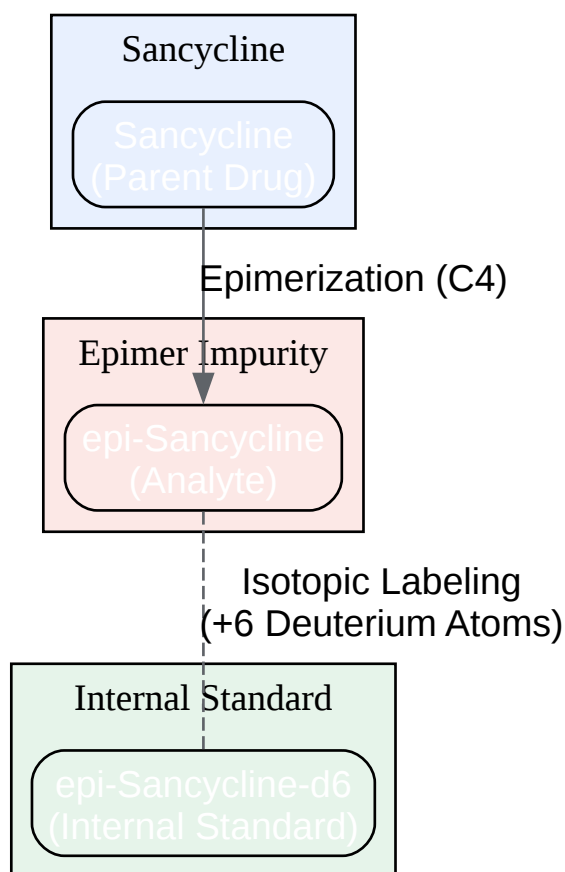 Sancycline
Sancycline
(Parent Drug)
Epimerization (C4)
Epimer Impurity
epi-Sancycline
(Analyte)
Isotopic Labeling
(+6 Deuterium Atoms)
Internal Standard
epi-Sancycline-d6
(Internal Standard)